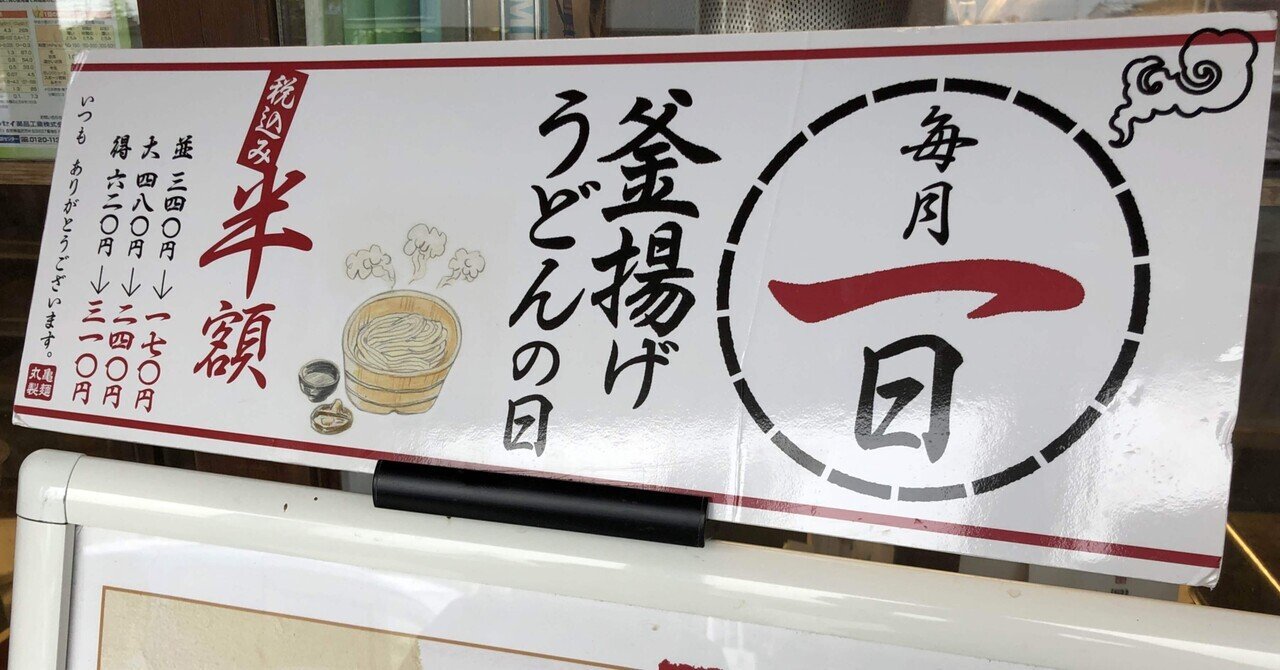 毎月
一
日
釜揚げ
うどんの日
税込み
半額
並 三四〇円→一七〇円
大 四八〇円→二四〇円
得 六二〇円→三一〇円
いつも ありがとうございます。
丸亀
製麺